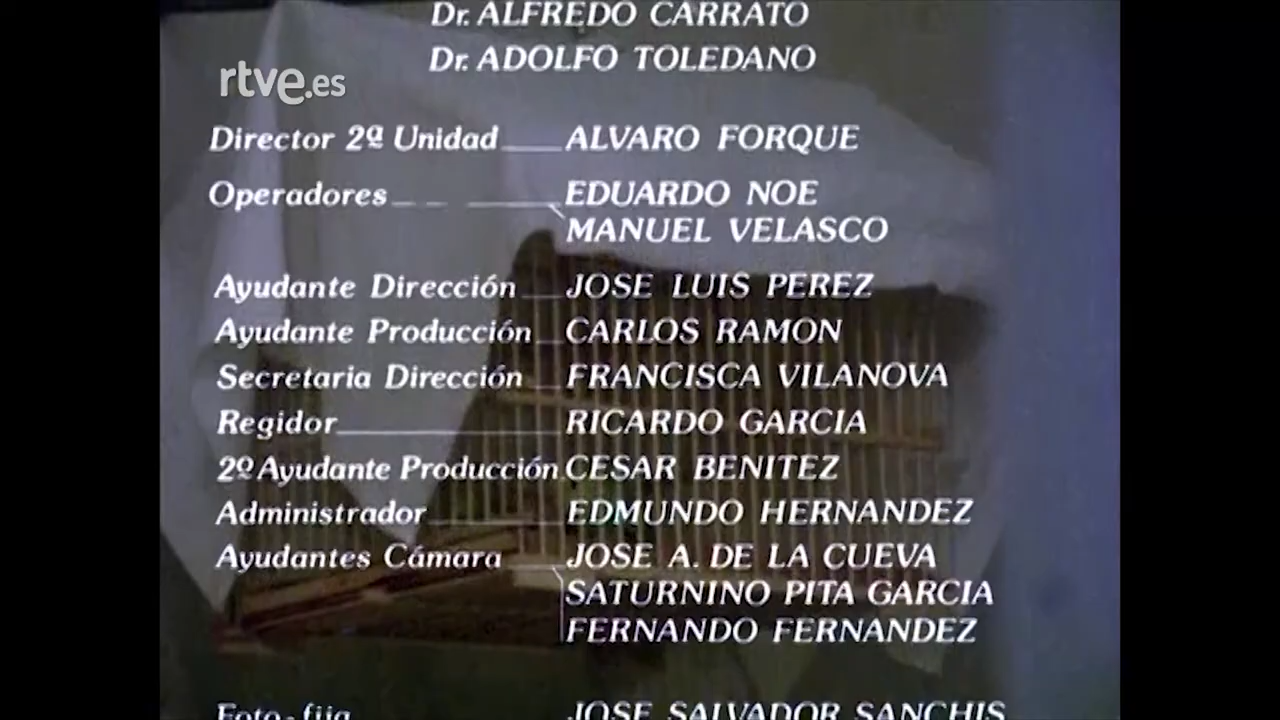 Dr. ALFREDO CARRATO
Dr. ADOLFO TOLEDANO
rtve.es
Director 2ª Unidad ALVARO FORQUE
Operadores EDUARDO NOE
MANUEL VELASCO
Ayudante Dirección JOSE LUIS PEREZ
Ayudante Producción CARLOS RAMON
Secretaria Dirección FRANCISCA VILANOVA
Regidor RICARDO GARCIA
2º Ayudante Producción CESAR BENITEZ
Administrador EDMUNDO HERNANDEZ
Ayudantes Cámara JOSE A. DE LA CUEVA
SATURNINO PITA GARCIA
FERNANDO FERNANDEZ
Foto-fija JOSE SALVADOR SANCHIS